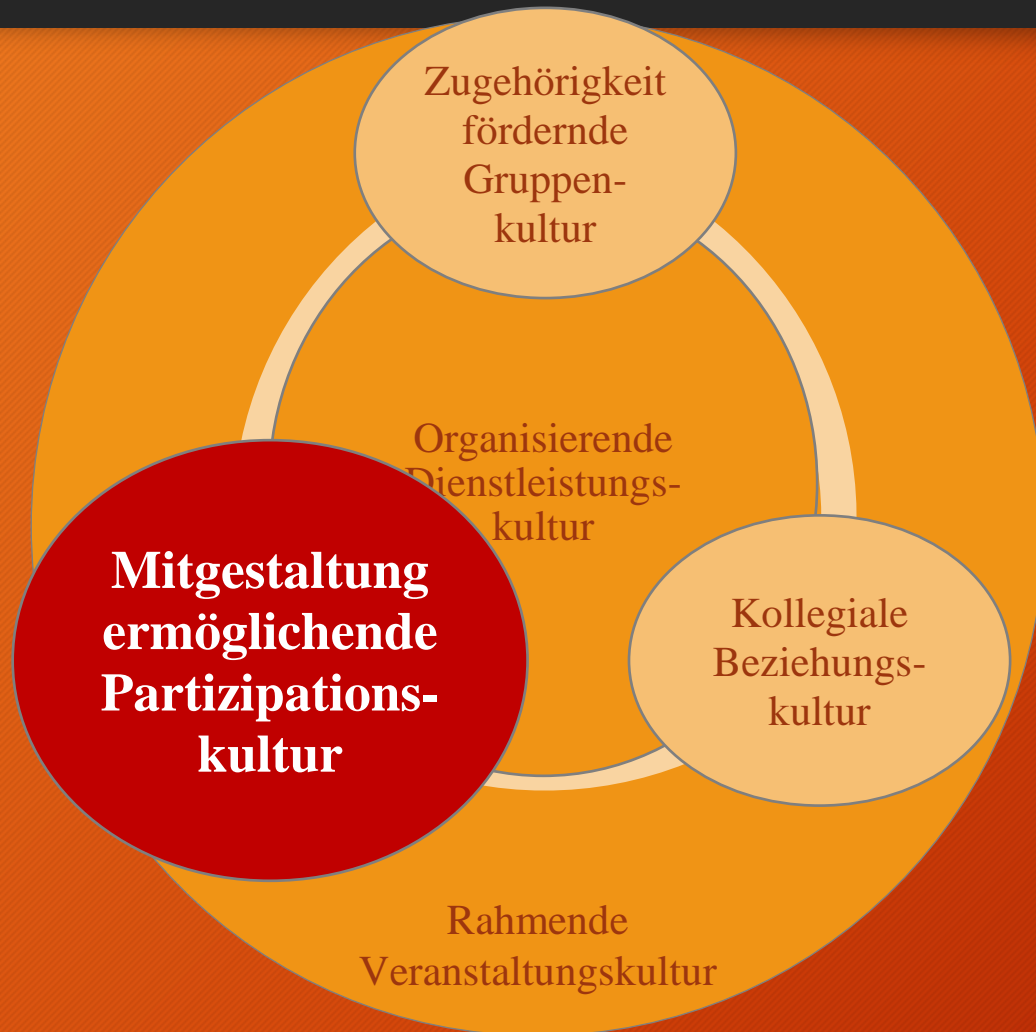 Zugehörigkeit
fördernde
Gruppen-
kultur
Organisierende
Dienstleistungs-
kultur
Mitgestaltung
ermöglichende
Partizipations-
kultur
Kollegiale
Beziehungs-
kultur
Rahmende
Veranstaltungskultur